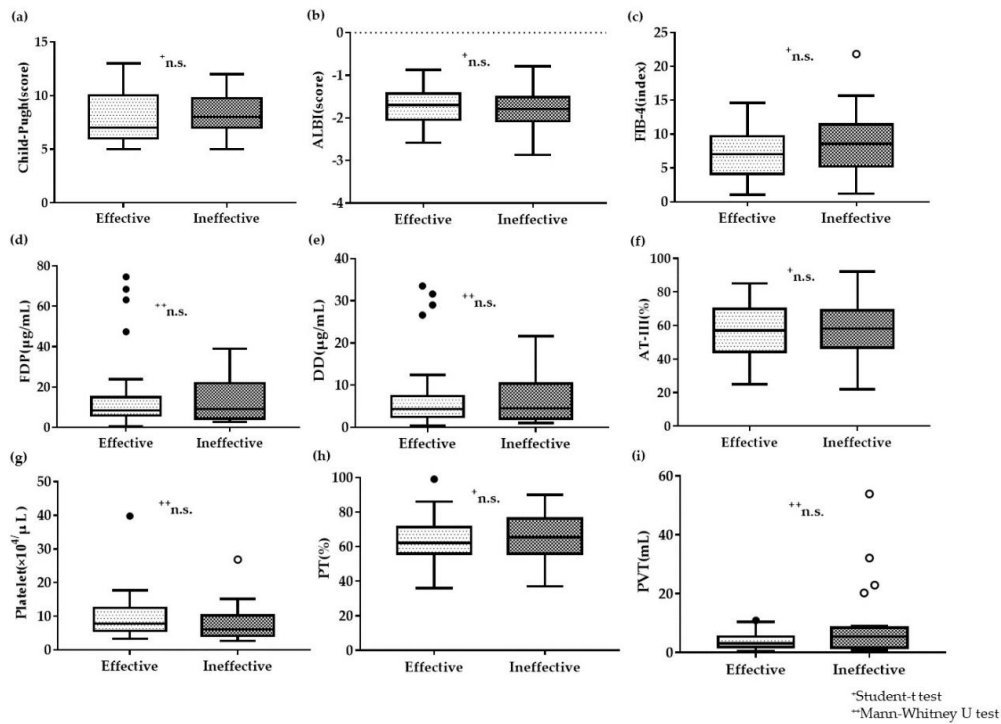 (a)
Child-Pugh(score)
15
10
5
0
+n.s.
Effective
Ineffective
(b)
ALBI(score)
0
-1
-2
-3
-4
+n.s.
Effective
Ineffective
(c)
FIB-4(index)
25
20
15
10
5
0
+n.s.
Effective
Ineffective
(d)
FDP(μg/mL)
80
60
40
20
0
++n.s.
Effective
Ineffective
(e)
DD(μg/mL)
40
30
20
10
0
++n.s.
Effective
Ineffective
(f)
AT-III(%)
100
80
60
40
20
0
+n.s.
Effective
Ineffective
(g)
Platelet(×10⁴/μ L)
50
40
30
20
10
0
++n.s.
Effective
Ineffective
(h)
PT(%)
100
80
60
40
20
0
+n.s.
Effective
Ineffective
(i)
PVT(mL)
60
40
20
0
++n.s.
Effective
Ineffective
+Student-t test
++Mann-Whitney U test